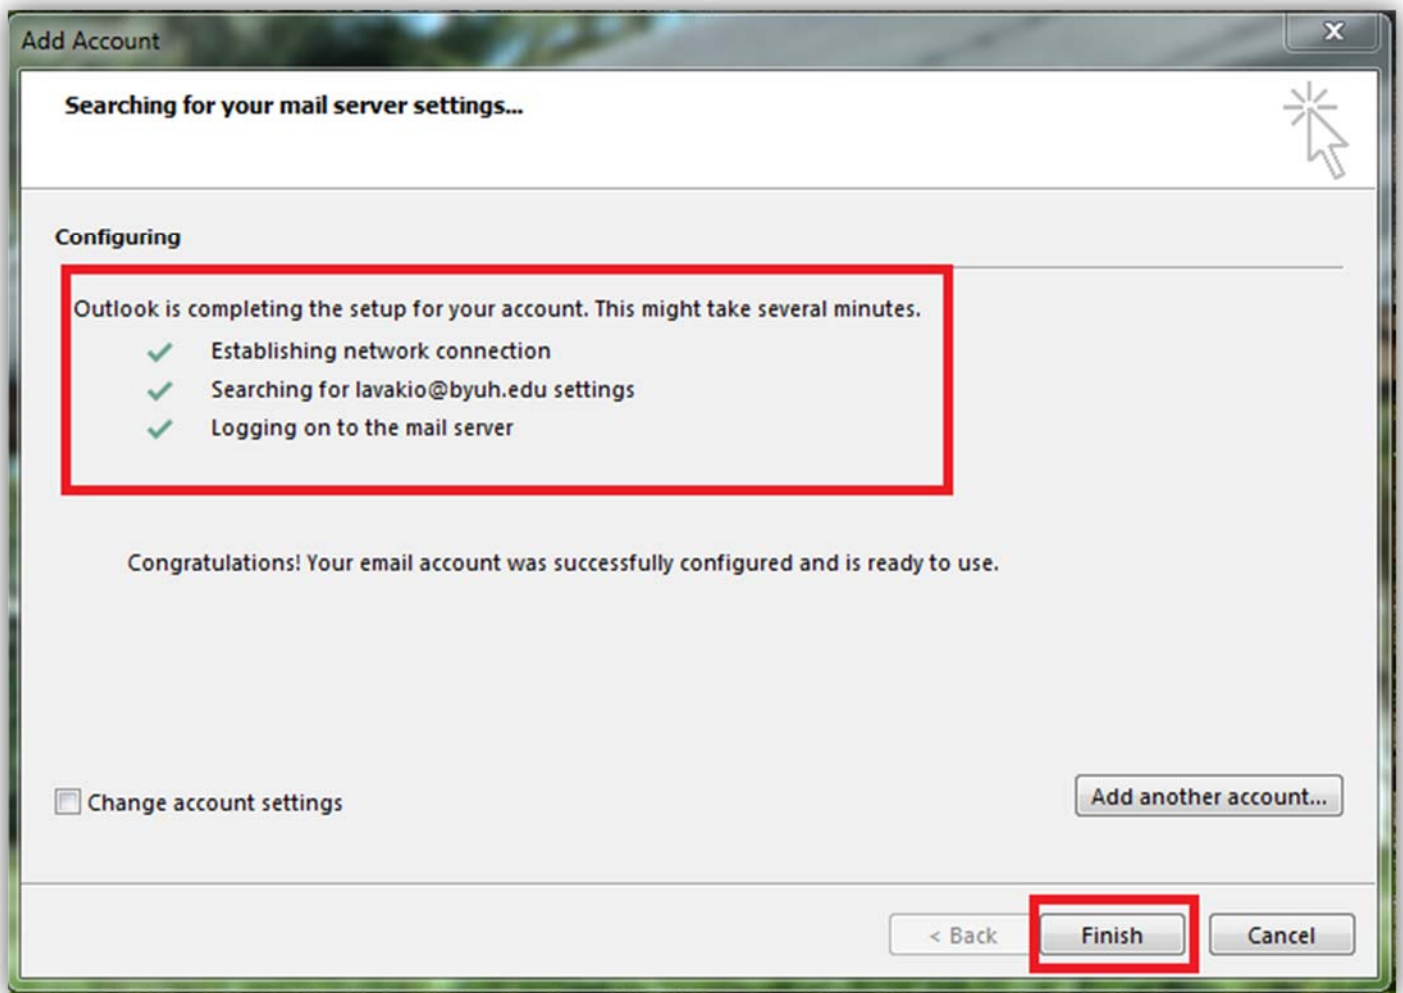 Add Account
X
Searching for your mail server settings...
Configuring
Outlook is completing the setup for your account. This might take several minutes.
Establishing network connection
Searching for lavakio@byuh.edu settings
Logging on to the mail server
Congratulations! Your email account was successfully configured and is ready to use.
Change account settings
Add another account...
< Back
Finish
Cancel